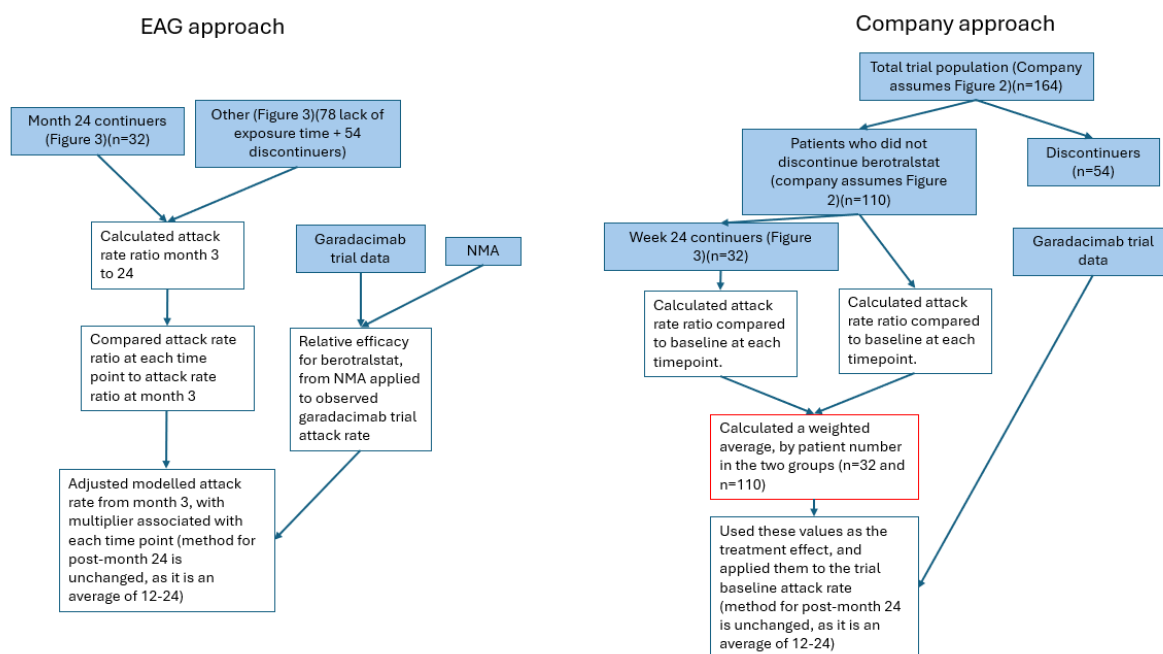 EAG approach
Month 24 continuers
(Figure 3)(n=32)
Other (Figure 3)(78 lack of
exposure time + 54
discontinuers)
Calculated attack
rate ratio month 3
to 24
Garadacimab
trial data
NMA
Compared attack rate
ratio at each time
point to attack rate
ratio at month 3
Relative efficacy
for berotralstat,
from NMA applied
to observed
garadacimab trial
attack rate
Adjusted modelled attack
rate from month 3, with
multiplier associated with
each time point (method for
post-month 24 is
unchanged, as it is an
average of 12-24)
Company approach
Total trial population (Company
assumes Figure 2)(n=164)
Patients who did not
discontinue berotralstat
(company assumes Figure
2)(n=110)
Discontinuers
(n=54)
Week 24 continuers (Figure
3)(n=32)
Garadacimab trial
data
Calculated attack
rate ratio compared
to baseline at each
timepoint.
Calculated attack
rate ratio compared
to baseline at each
timepoint.
Calculated a weighted
average, by patient number
in the two groups (n=32 and
n=110)
Used these values as the
treatment effect, and
applied them to the trial
baseline attack rate
(method for post-month 24
is unchanged, as it is an
average of 12-24)